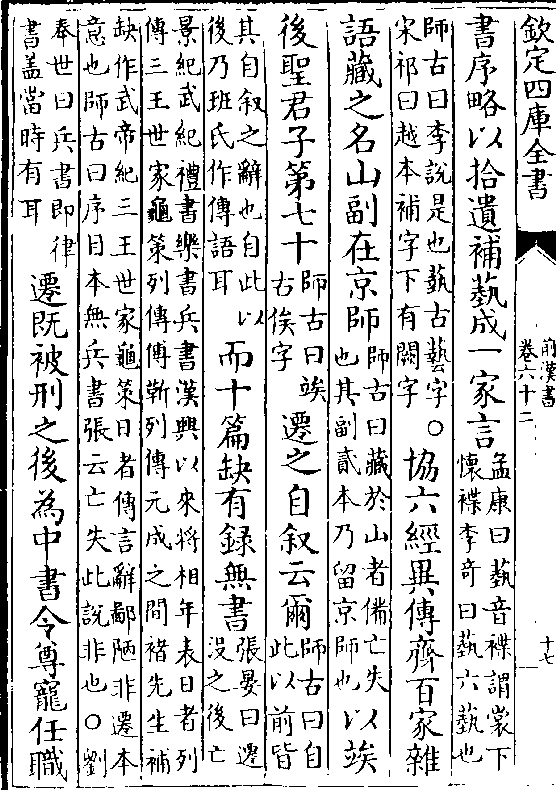 欽定四庫全書
前漢書
卷六十二
十七
書序略以拾遺補蓺成一家言
孟康曰蓺音褋謂裳下
懷褋李竒曰蓺六蓺也
師古曰李說是也蓺古藝字〇
宋祁曰越本補字下有闕字
協六經異傳齊百家雜
語藏之名山副在京師
師古曰藏於山者備亡失
也其副貳本乃留京師也
以竢
後聖君子第七十
師古曰竢
古俟字
遷之自叙云爾
師古曰自
此以前皆
其自叙之辭也自此以
後乃班氏作傳語耳
而十篇缺有録無書
張晏曰遷
沒之後亡
景紀武紀禮書樂書兵書漢興以來將相年表日者列
傳三王世家龜策列傳傅靳列傳元成之間褚先生補
缺作武帝紀三王世家龜策日者傳言辭鄙陋非遷本
意也師古曰序目本無兵書張云亡失此說非也〇劉
奉世曰兵書即律
書盖當時有耳
遷既被刑之後為中書令尊寵任職